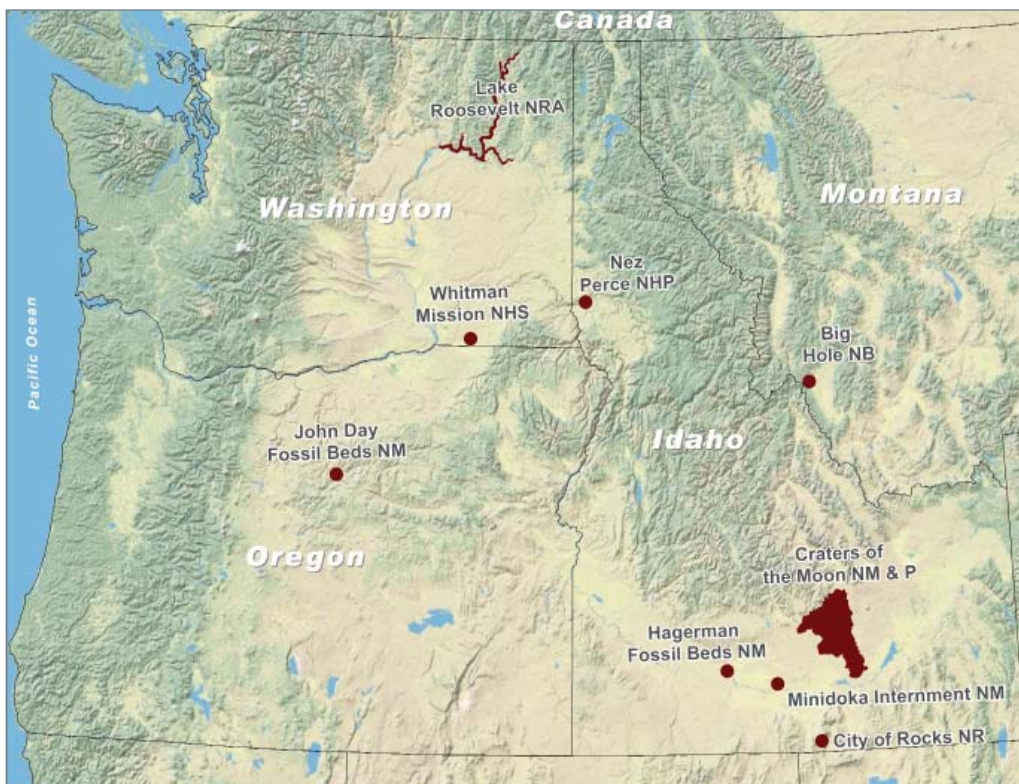 Canada
Lake
Roosevelt NRA
Washington
Montana
Nez
Perce NHP
Whitman
Mission NHS
Pacific Ocean
Big
Hole NB
John Day
Fossil Beds NM
Idaho
Oregon
Craters of
the Moon NM & P
Hagerman
Fossil Beds NM
Minidoka Internment NM
City of Rocks NR